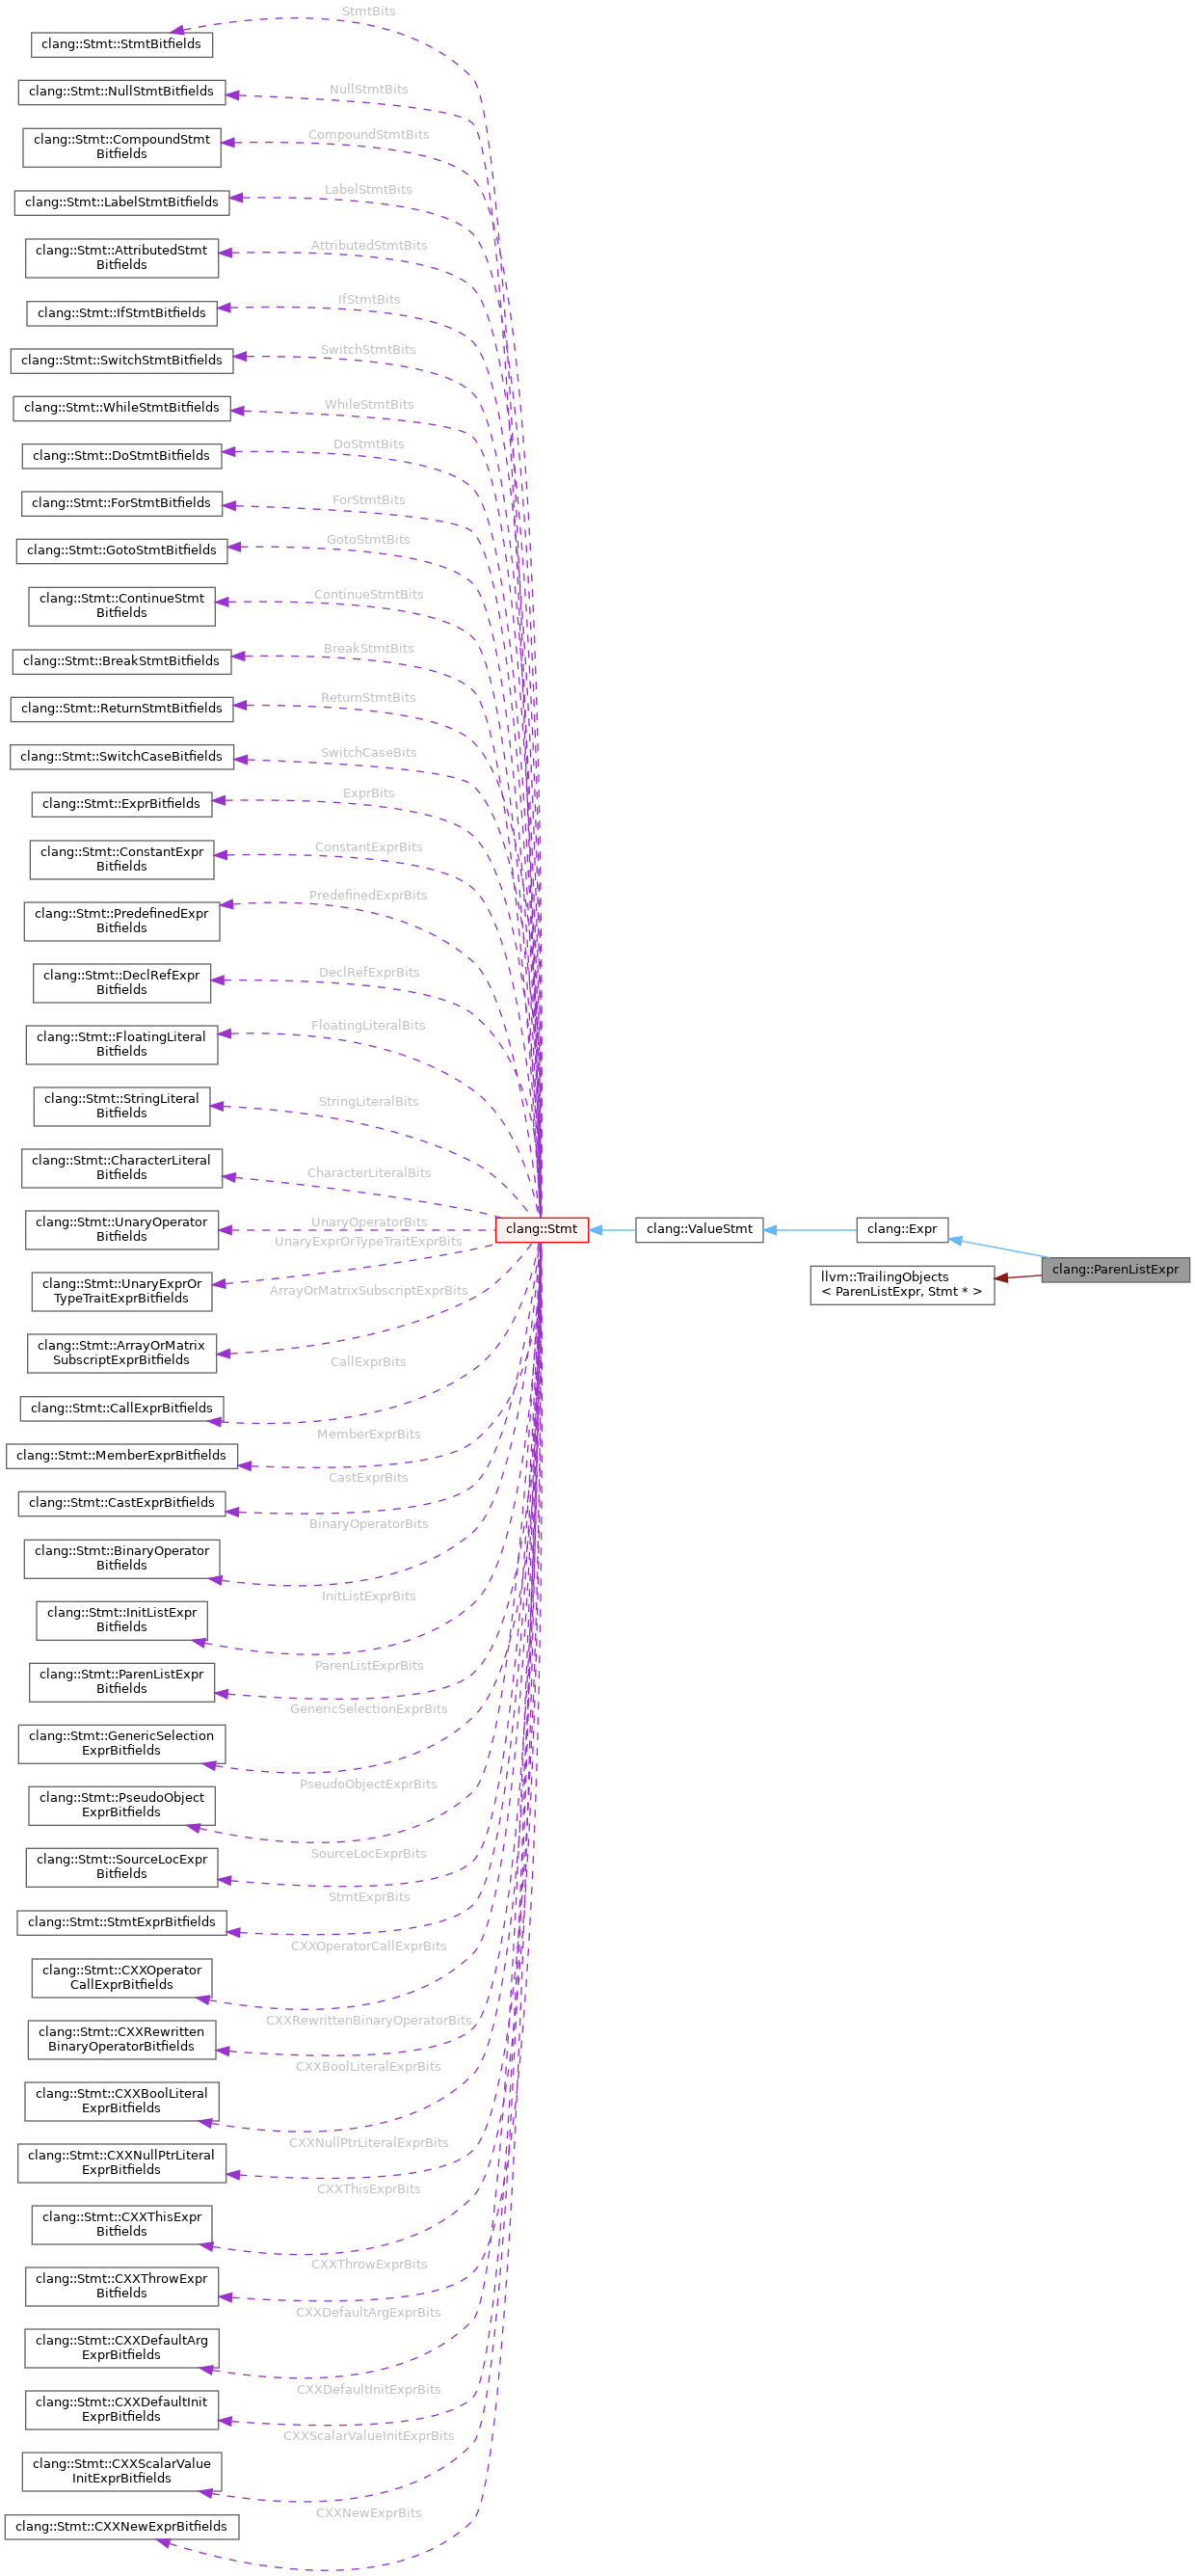 StmtBits
clang::Stmt::StmtBitfields
NullStmtBits
clang::Stmt::NullStmtBitfields
CompoundStmtBits
clang::Stmt::CompoundStmt
Bitfields
LabelStmtBits
clang::Stmt::LabelStmtBitfields
AttributedStmtBits
clang::Stmt::AttributedStmt
Bitfields
IfStmtBits
clang::Stmt::IfStmtBitfields
SwitchStmtBits
clang::Stmt::SwitchStmtBitfields
WhileStmtBits
clang::Stmt::WhileStmtBitfields
DoStmtBits
clang::Stmt::DoStmtBitfields
ForStmtBits
clang::Stmt::ForStmtBitfields
GotoStmtBits
clang::Stmt::GotoStmtBitfields
ContinueStmtBits
clang::Stmt::ContinueStmt
Bitfields
BreakStmtBits
clang::Stmt::BreakStmtBitfields
ReturnStmtBits
clang::Stmt::ReturnStmtBitfields
SwitchCaseBits
clang::Stmt::SwitchCaseBitfields
ExprBits
clang::Stmt::ExprBitfields
ConstantExprBits
clang::Stmt::ConstantExpr
Bitfields
PredefinedExprBits
clang::Stmt::PredefinedExpr
Bitfields
DeclRefExprBits
clang::Stmt::DeclRefExpr
Bitfields
FloatingLiteralBits
clang::Stmt::FloatingLiteral
Bitfields
StringLiteralBits
clang::Stmt::StringLiteral
Bitfields
CharacterLiteralBits
clang::Stmt::CharacterLiteral
Bitfields
UnaryOperatorBits
clang::Stmt::UnaryOperator
Bitfields
clang::Stmt
clang::ValueStmt
clang::Expr
clang::ParenListExpr
llvm::TrailingObjects
< ParenListExpr, Stmt * >
UnaryExprOrTypeTraitExprBits
clang::Stmt::UnaryExprOr
TypeTraitExprBitfields
ArrayOrMatrixSubscriptExprBits
clang::Stmt::ArrayOrMatrix
SubscriptExprBitfields
CallExprBits
clang::Stmt::CallExprBitfields
MemberExprBits
clang::Stmt::MemberExprBitfields
CastExprBits
clang::Stmt::CastExprBitfields
BinaryOperatorBits
clang::Stmt::BinaryOperator
Bitfields
InitListExprBits
clang::Stmt::InitListExpr
Bitfields
ParenListExprBits
clang::Stmt::ParenListExpr
Bitfields
GenericSelectionExprBits
clang::Stmt::GenericSelection
ExprBitfields
PseudoObjectExprBits
clang::Stmt::PseudoObject
ExprBitfields
SourceLocExprBits
clang::Stmt::SourceLocExpr
Bitfields
StmtExprBits
clang::Stmt::StmtExprBitfields
CXXOperatorCallExprBits
clang::Stmt::CXXOperator
CallExprBitfields
CXXRewrittenBinaryOperatorBits
clang::Stmt::CXXRewritten
BinaryOperatorBitfields
CXXBoolLiteralExprBits
clang::Stmt::CXXBoolLiteral
ExprBitfields
CXXNullPtrLiteralExprBits
clang::Stmt::CXXNullPtrLiteral
ExprBitfields
CXXThisExprBits
clang::Stmt::CXXThisExpr
Bitfields
CXXThrowExprBits
clang::Stmt::CXXThrowExpr
Bitfields
CXXDefaultArgExprBits
clang::Stmt::CXXDefaultArg
ExprBitfields
CXXDefaultInitExprBits
clang::Stmt::CXXDefaultInit
ExprBitfields
CXXScalarValueInitExprBits
clang::Stmt::CXXScalarValue
InitExprBitfields
CXXNewExprBits
clang::Stmt::CXXNewExprBitfields